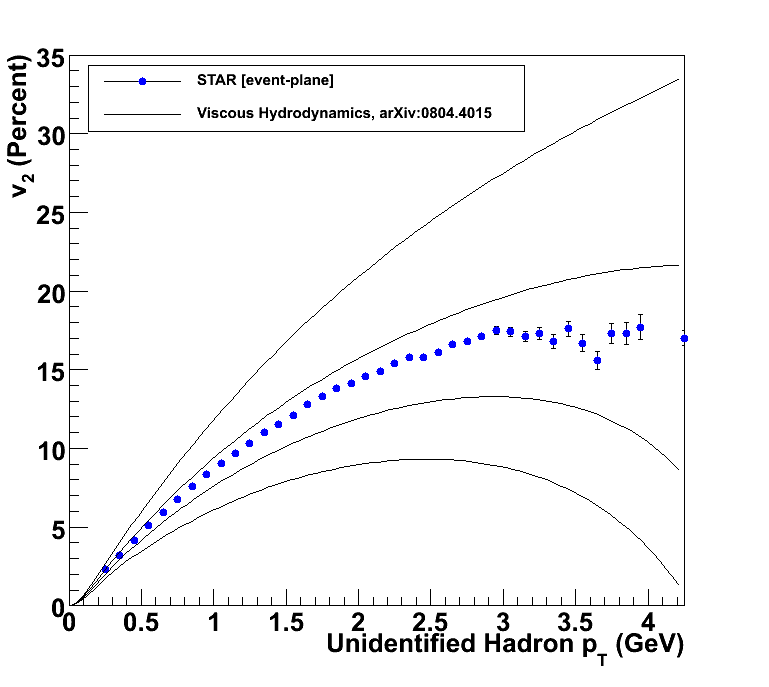 35
30
25
20
15
10
5
0
v2 (Percent)
STAR [event-plane]
Viscous Hydrodynamics, arXiv:0804.4015
0 0.5 1 1.5 2 2.5 3 3.5 4
Unidentified Hadron pT (GeV)